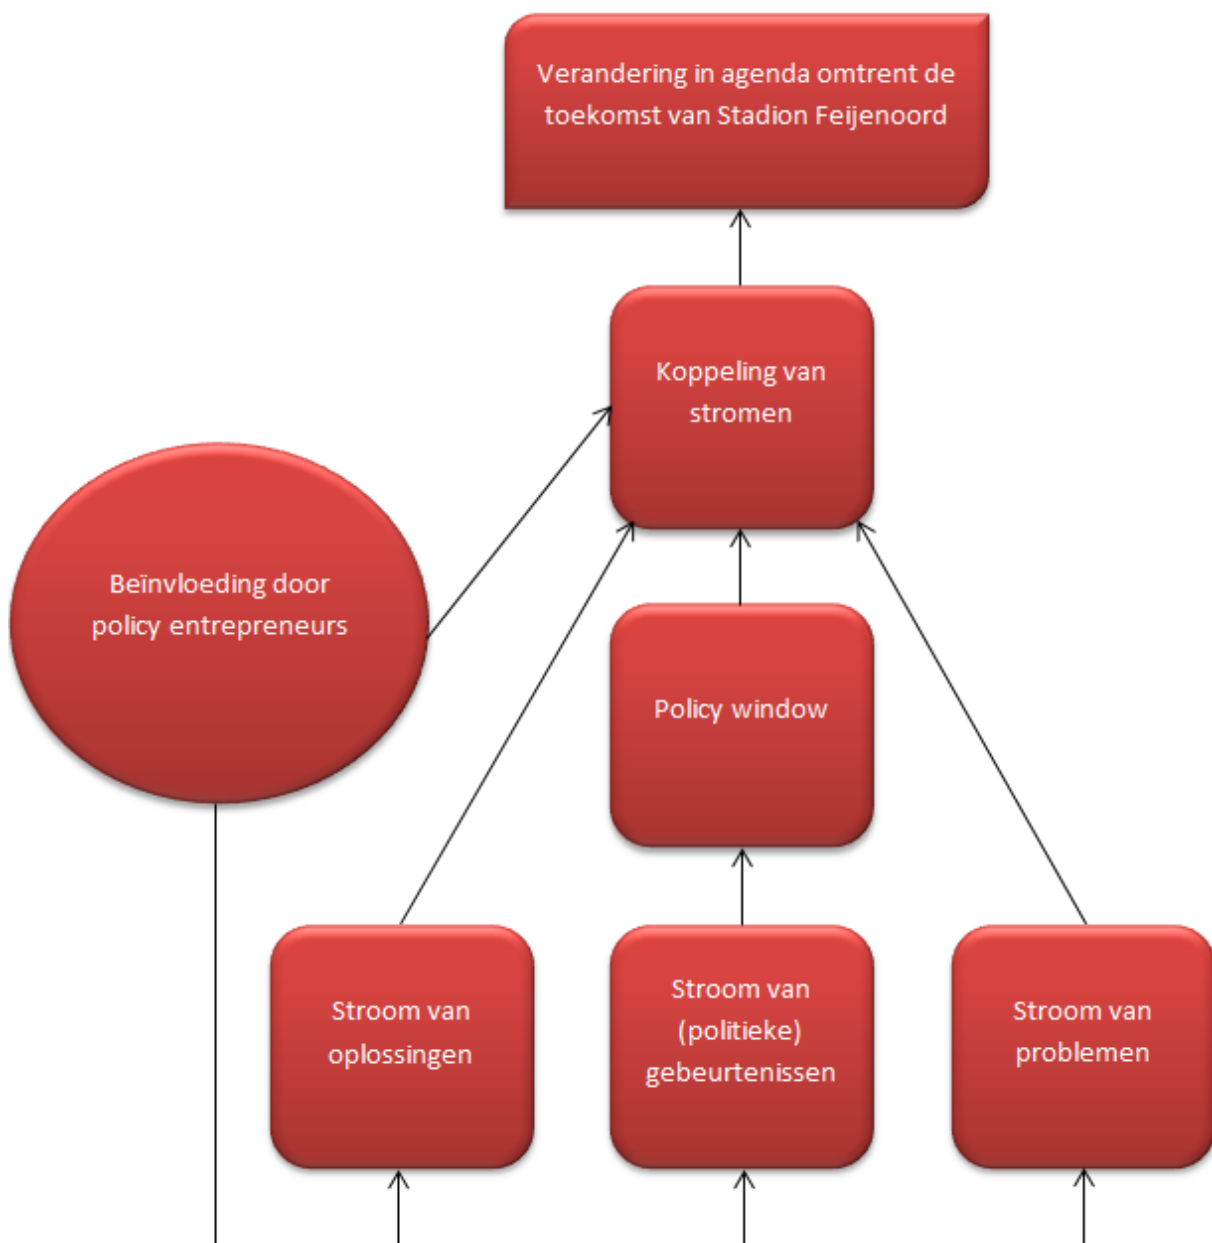 Verandering in agenda omtrent de
toekomst van Stadion Feijenoord
Koppeling van
stromen
Beïnvloeding door
policy entrepreneurs
Policy window
Stroom van
oplossingen
Stroom van
(politieke)
gebeurtenissen
Stroom van
problemen